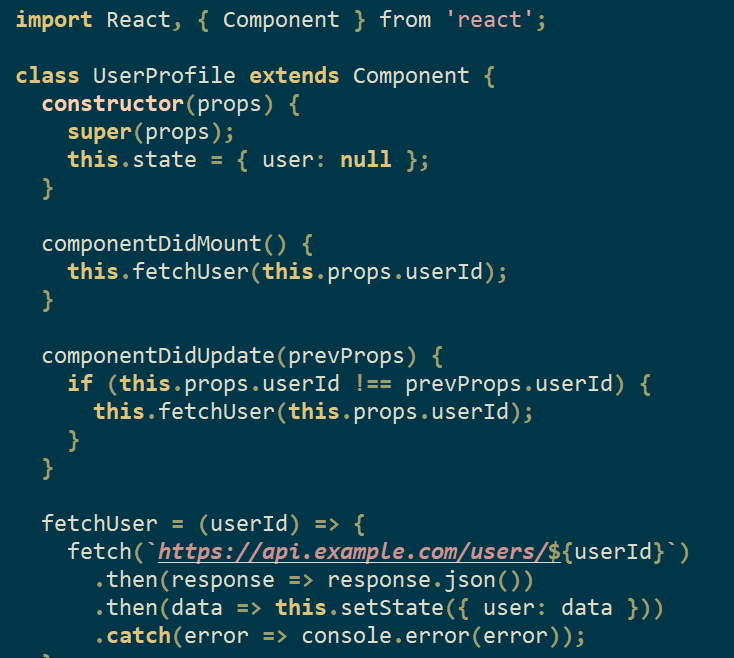 import React, { Component } from 'react';

class UserProfile extends Component {
  constructor(props) {
    super(props);
    this.state = { user: null };
  }

  componentDidMount() {
    this.fetchUser(this.props.userId);
  }

  componentDidUpdate(prevProps) {
    if (this.props.userId !== prevProps.userId) {
      this.fetchUser(this.props.userId);
    }
  }

  fetchUser = (userId) => {
    fetch(`https://api.example.com/users/${userId}`)
      .then(response => response.json())
      .then(data => this.setState({ user: data }))
      .catch(error => console.error(error));
  }